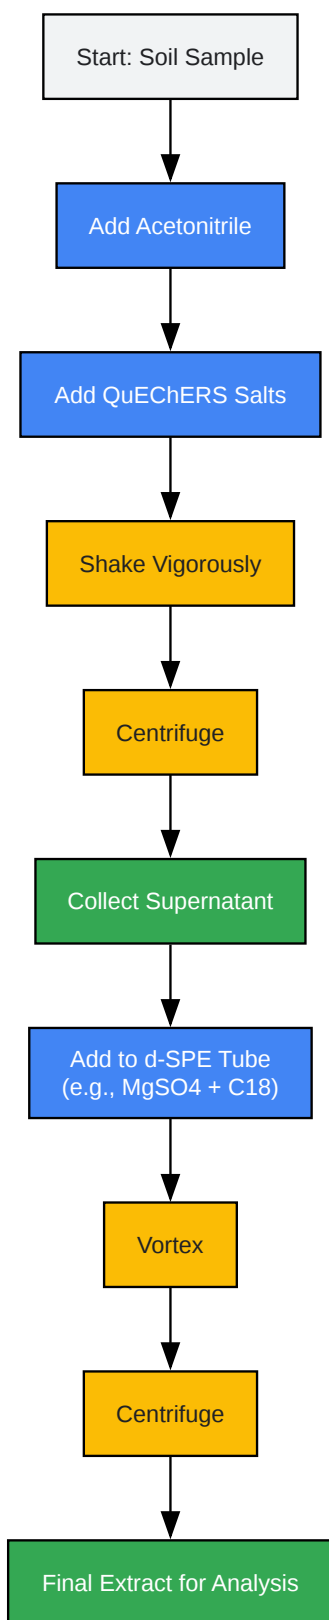 Start: Soil Sample
Add Acetonitrile
Add QuEChERS Salts
Shake Vigorously
Centrifuge
Collect Supernatant
Add to d-SPE Tube
(e.g., MgSO4 + C18)
Vortex
Centrifuge
Final Extract for Analysis